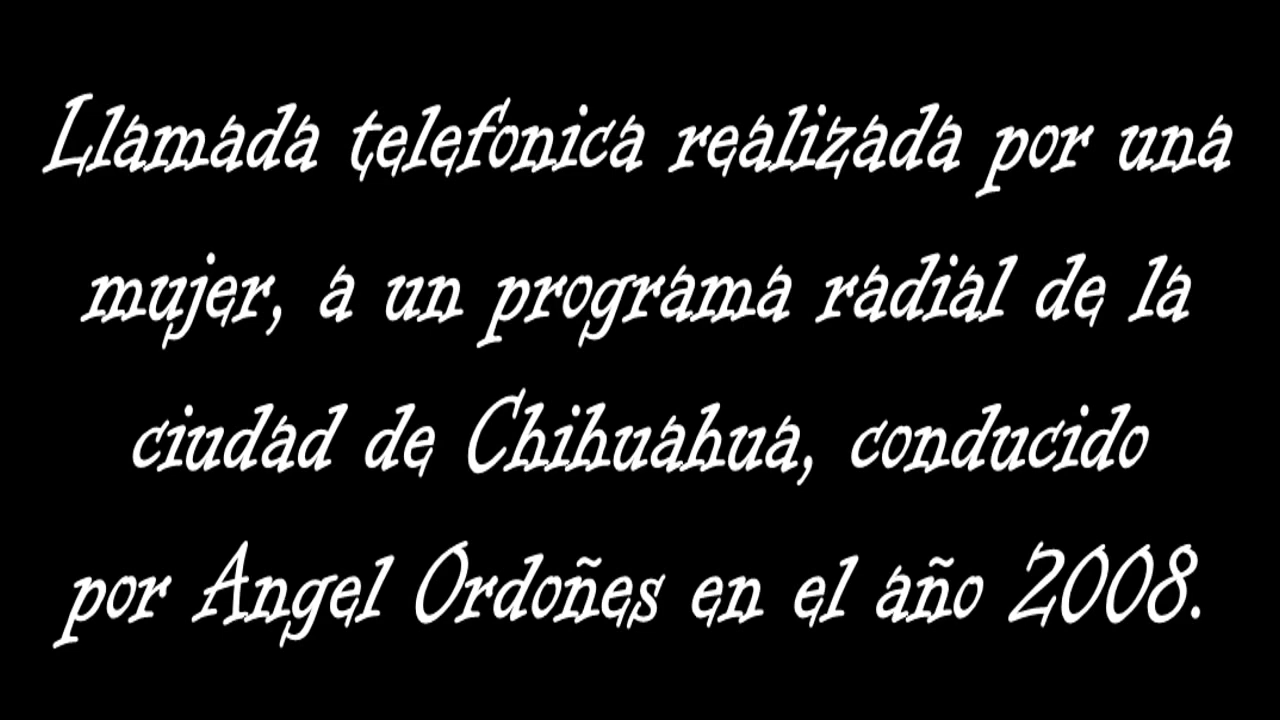 Llamada telefonica realizada por una
mujer, a un programa radial de la
ciudad de Chihuahua, conducido
por Angel Ordoñes en el año 2008.